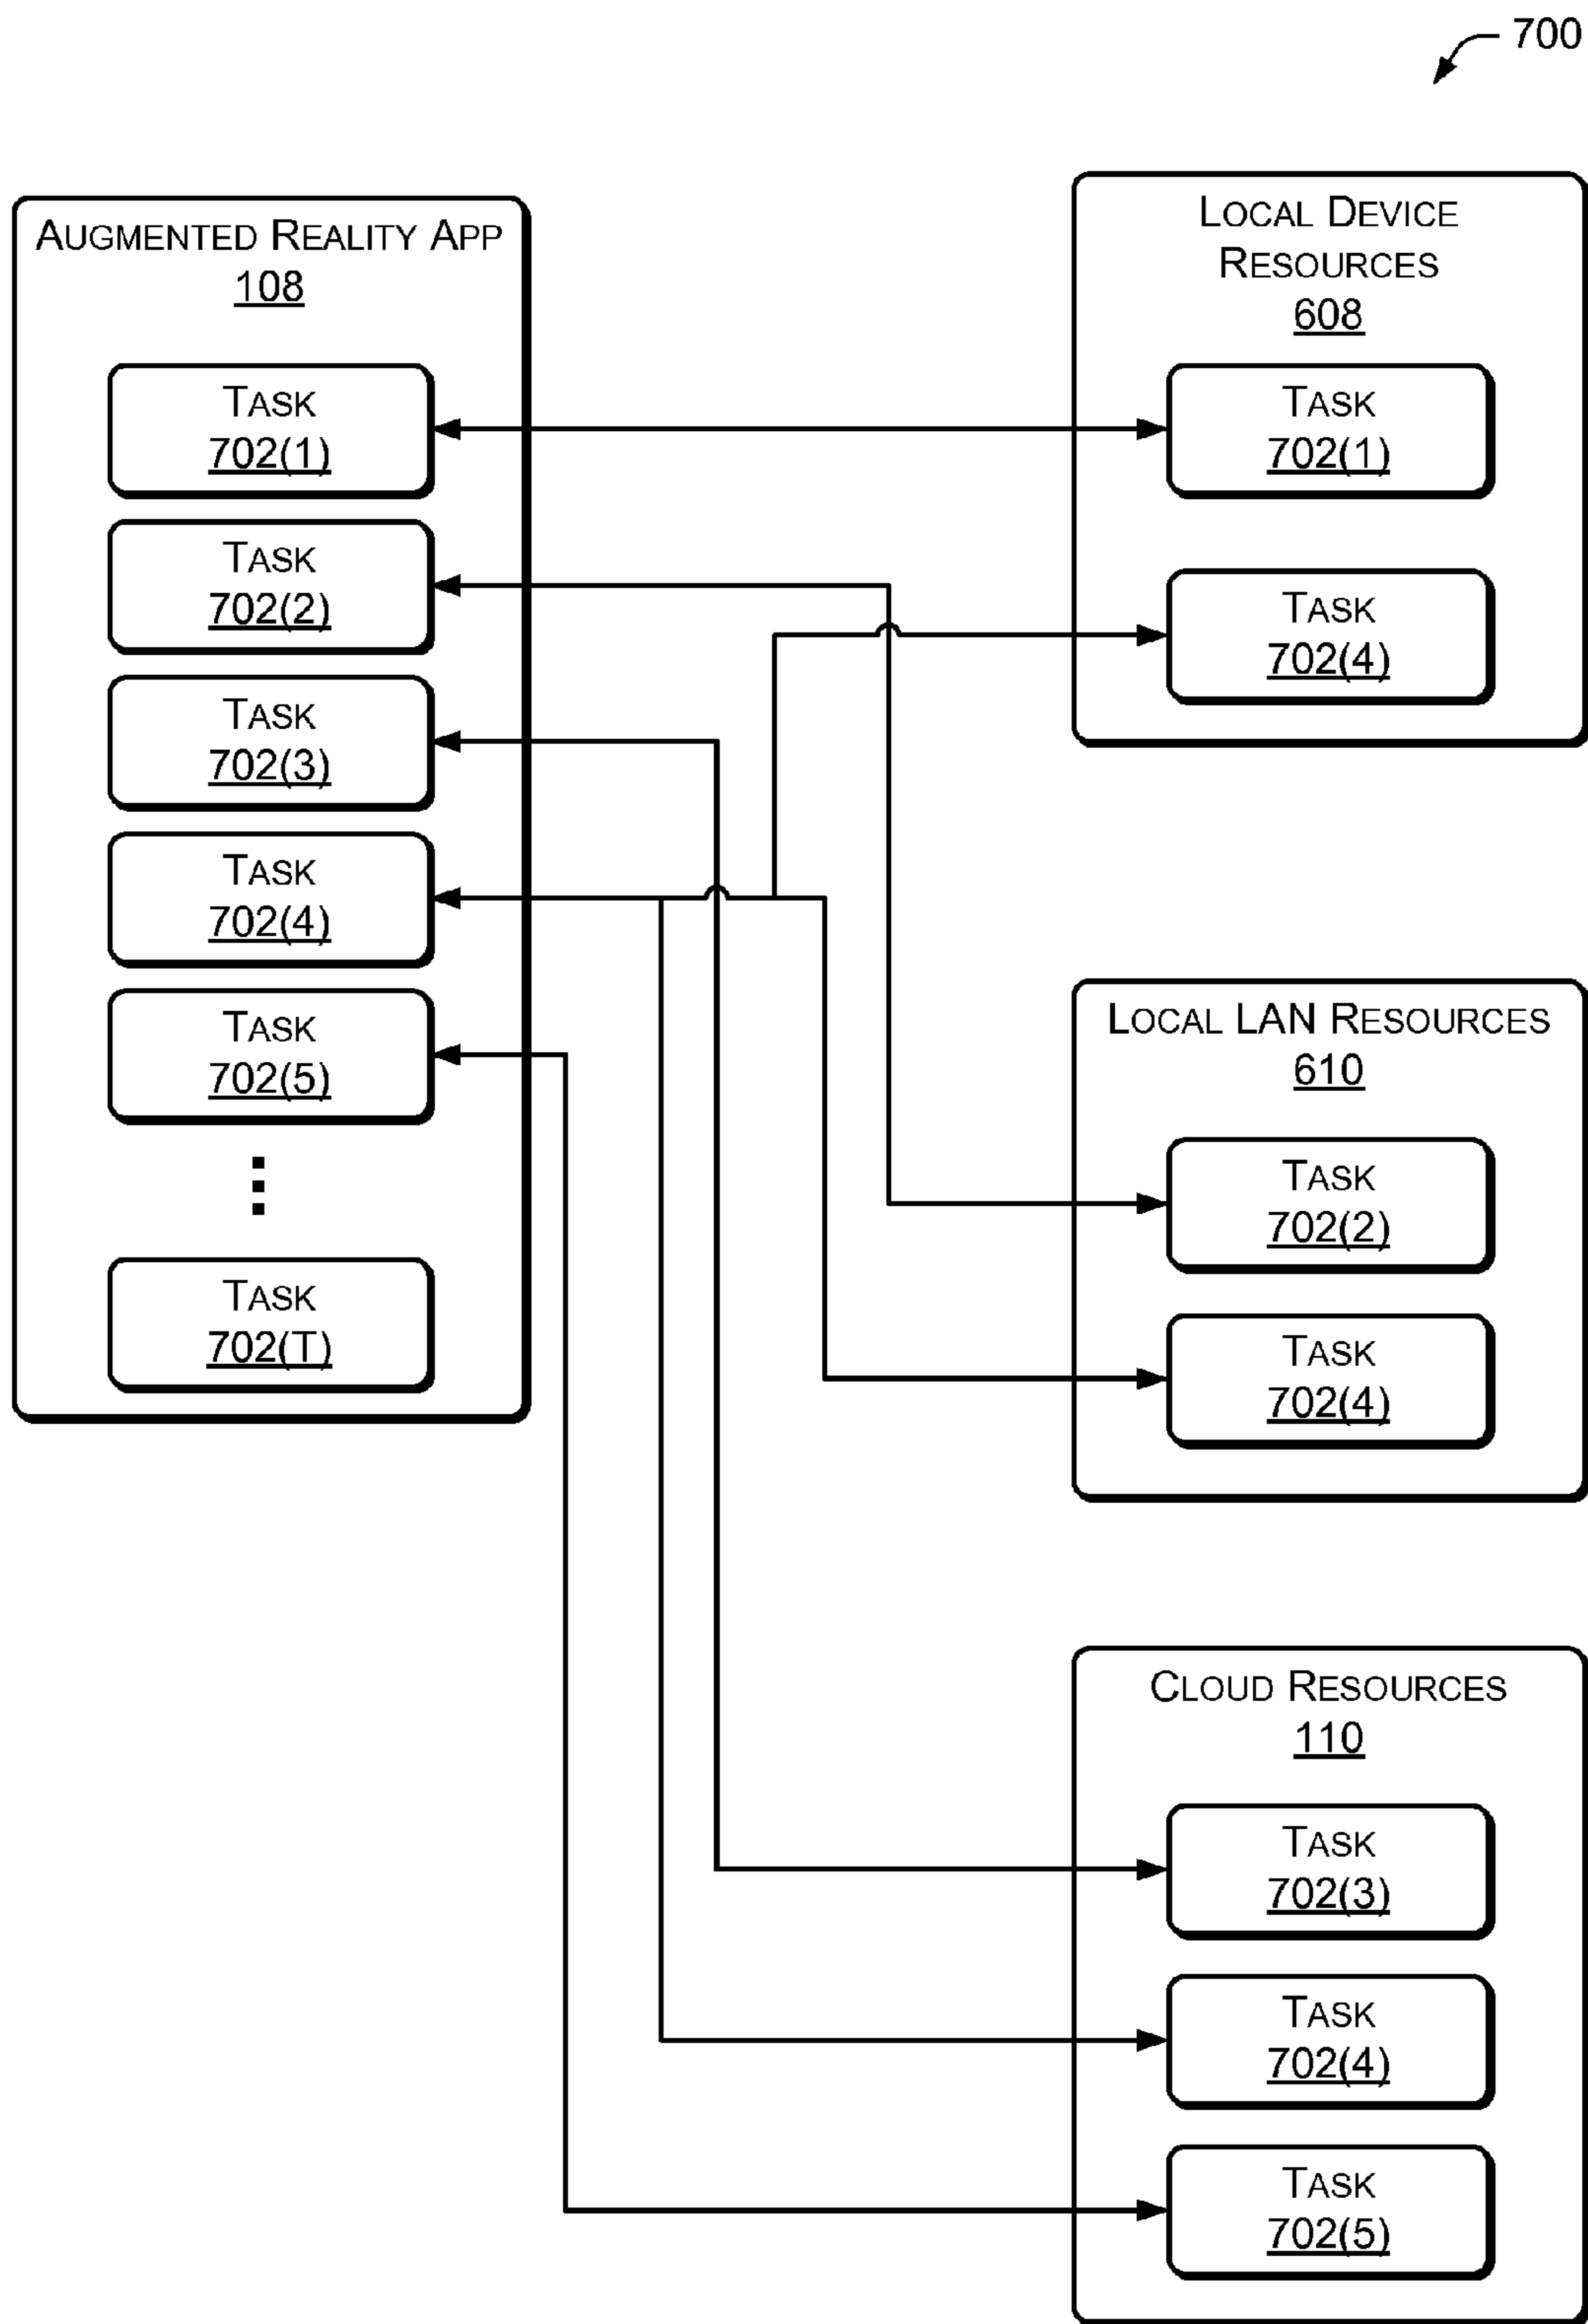 700
AUGMENTED REALITY APP
108
TASK
702(1)
TASK
702(2)
TASK
702(3)
TASK
702(4)
TASK
702(5)
TASK
702(T)
LOCAL DEVICE
RESOURCES
608
TASK
702(1)
TASK
702(4)
LOCAL LAN RESOURCES
610
TASK
702(2)
TASK
702(4)
CLOUD RESOURCES
110
TASK
702(3)
TASK
702(4)
TASK
702(5)